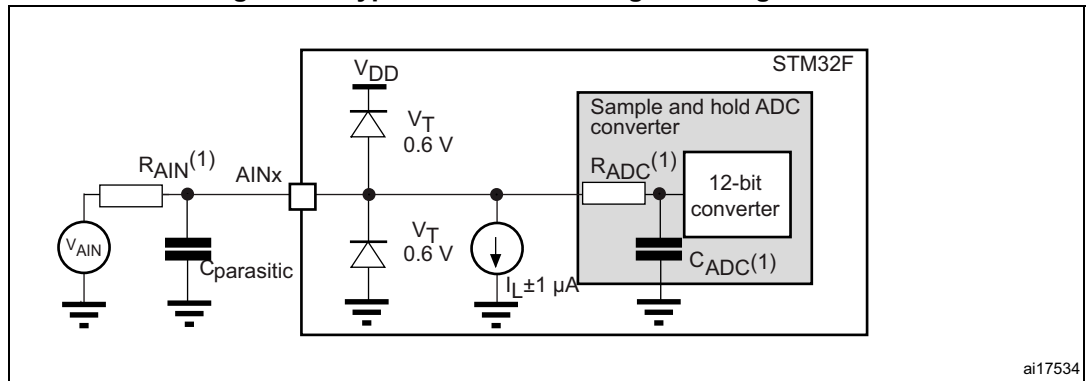 STM32F
VDD
Sample and hold ADC
converter
VT
0.6 V
RAIN(1)
AINx
RADC(1)
12-bit
converter
VAIN
Cparasitic
VT
0.6 V
IL±1 µA
CADC(1)
ai17534